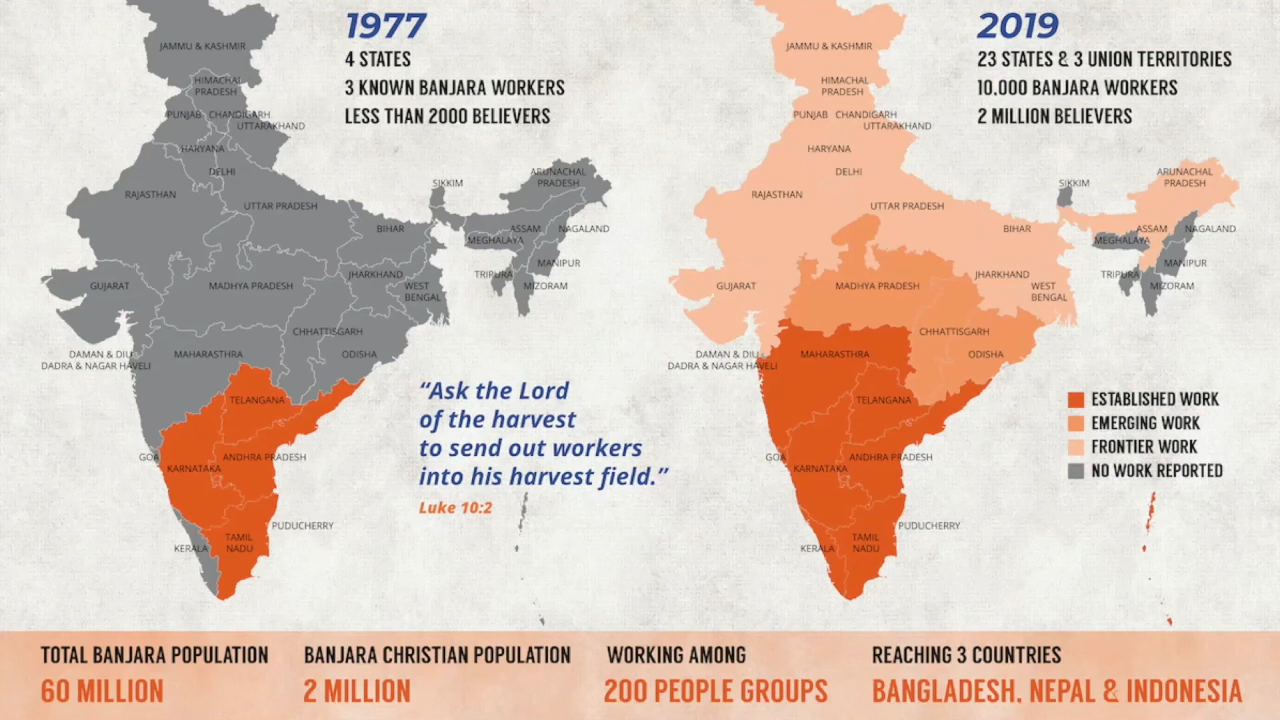 1977
4 STATES
3 KNOWN BANJARA WORKERS
LESS THAN 2000 BELIEVERS
JAMMU & KASHMIR
HIMACHAL
PRADESH
PUNJAB
CHANDIGARH
UTTARAKHAND
HARYANA
DELHI
RAJASTHAN
UTTAR PRADESH
SIKKIM
ARUNACHAL
PRADESH
BIHAR
ASSAM
NAGALAND
MEGHALAYA
MANIPUR
TRIPURA
MIZORAM
GUJARAT
MADHYA PRADESH
JHARKHAND
WEST
BENGAL
CHHATTISGARH
DAMAN & DIU
DADRA & NAGAR HAVELI
MAHARASTHRA
ODISHA
TELANGANA
GOA
KARNATAKA
ANDHRA PRADESH
PUDUCHERRY
KERALA
TAMIL
NADU
“Ask the Lord
of the harvest
to send out workers
into his harvest field.”
Luke 10:2
2019
23 STATES & 3 UNION TERRITORIES
10,000 BANJARA WORKERS
2 MILLION BELIEVERS
JAMMU & KASHMIR
HIMACHAL
PRADESH
PUNJAB
CHANDIGARH
UTTARAKHAND
HARYANA
DELHI
RAJASTHAN
UTTAR PRADESH
SIKKIM
ARUNACHAL
PRADESH
BIHAR
ASSAM
NAGALAND
MEGHALAYA
MANIPUR
TRIPURA
MIZORAM
GUJARAT
MADHYA PRADESH
JHARKHAND
WEST
BENGAL
CHHATTISGARH
DAMAN & DIU
DADRA & NAGAR HAVELI
MAHARASTHRA
ODISHA
TELANGANA
GOA
KARNATAKA
ANDHRA PRADESH
PUDUCHERRY
KERALA
TAMIL
NADU
ESTABLISHED WORK
EMERGING WORK
FRONTIER WORK
NO WORK REPORTED
TOTAL BANJARA POPULATION
60 MILLION
BANJARA CHRISTIAN POPULATION
2 MILLION
WORKING AMONG
200 PEOPLE GROUPS
REACHING 3 COUNTRIES
BANGLADESH, NEPAL & INDONESIA